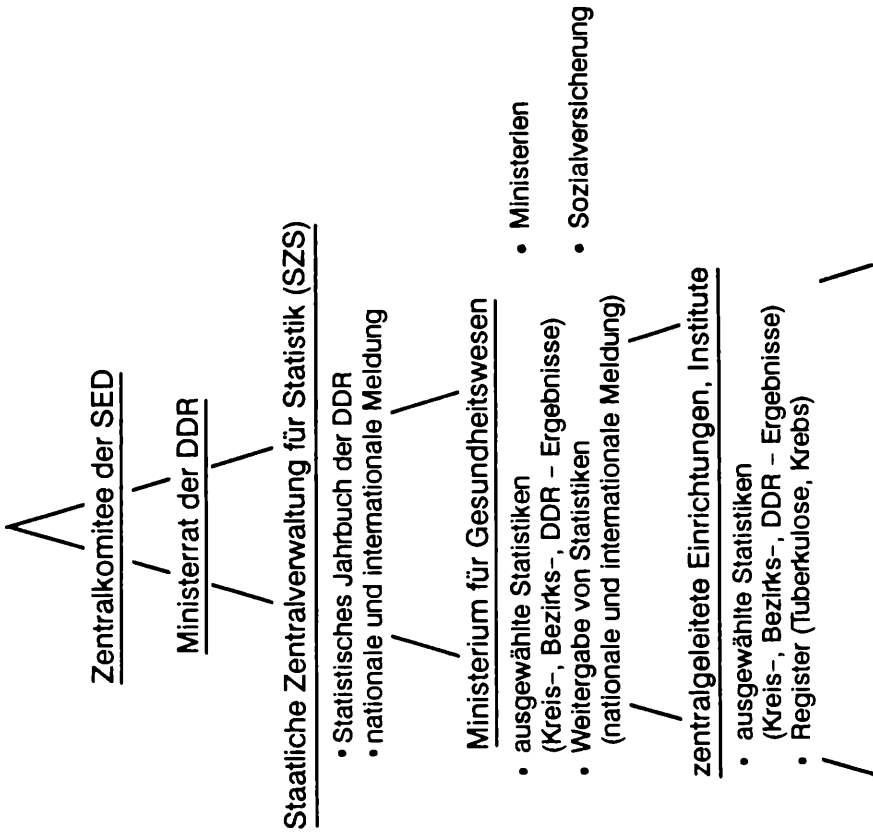 Zentralkomitee der SED
Ministerrat der DDR
Staatliche Zentralverwaltung für Statistik (SZS)
• Statistisches Jahrbuch der DDR
• nationale und internationale Meldung
Ministerium für Gesundheitswesen
• ausgewählte Statistiken
(Kreis-, Bezirks-, DDR - Ergebnisse)
• Weitergabe von Statistiken
(nationale und internationale Meldung)
• Ministerien
• Sozialversicherung
zentralgeleitete Einrichtungen, Institute
• ausgewählte Statistiken
(Kreis-, Bezirks-, DDR - Ergebnisse)
• Register (Tuberkulose, Krebs)